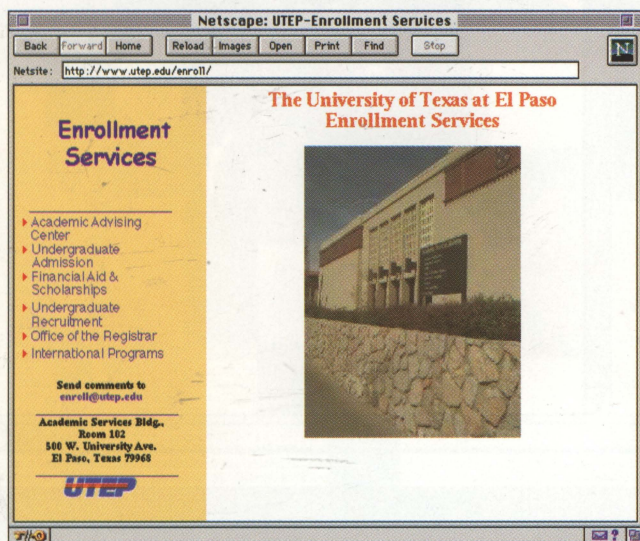 Netscape: UTEP-Enrollment Services
Back Forward Home Reload Images Open Print Find Stop
N
Netsite: http://www.utep.edu/enroll/
The University of Texas at El Paso
Enrollment Services
Enrollment
Services
Academic Advising
Center
Undergraduate
Admission
Financial Aid &
Scholarships
Undergraduate
Recruitment
Office of the Registrar
International Programs
Send comments to
enroll@utep.edu
Academic Services Bldg.,
Room 102
500 W. University Ave.
El Paso, Texas 79968
UTEP
?